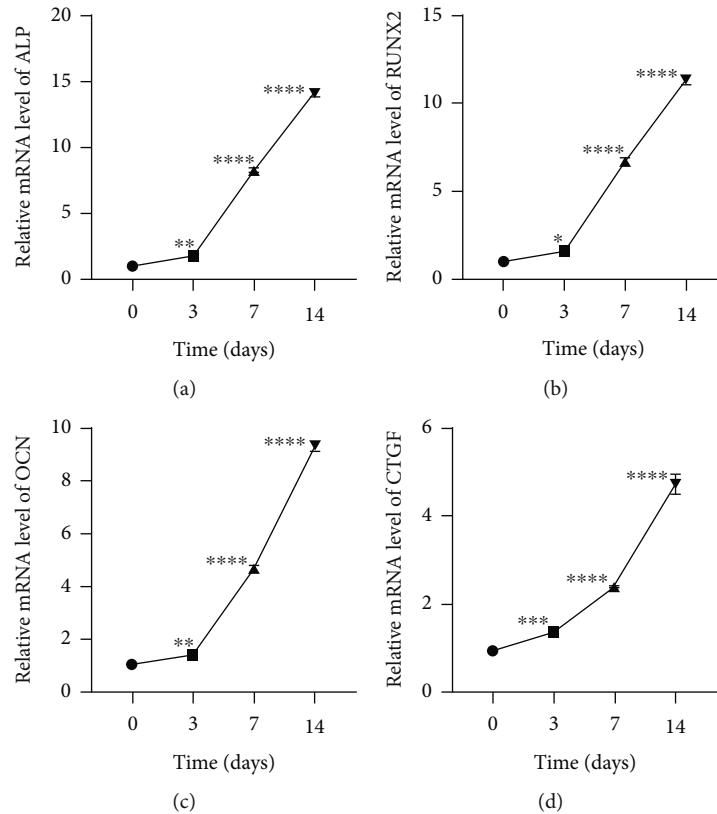 Relative mRNA level of ALP
20
15
10
5
0
**
****
****
0 3 7 14
Time (days)
(a)
Relative mRNA level of RUNX2
15
10
5
0
*
****
****
0 3 7 14
Time (days)
(b)
Relative mRNA level of OCN
10
8
6
4
2
0
**
****
****
0 3 7 14
Time (days)
(c)
Relative mRNA level of CTGF
6
4
2
0
***
****
****
0 3 7 14
Time (days)
(d)